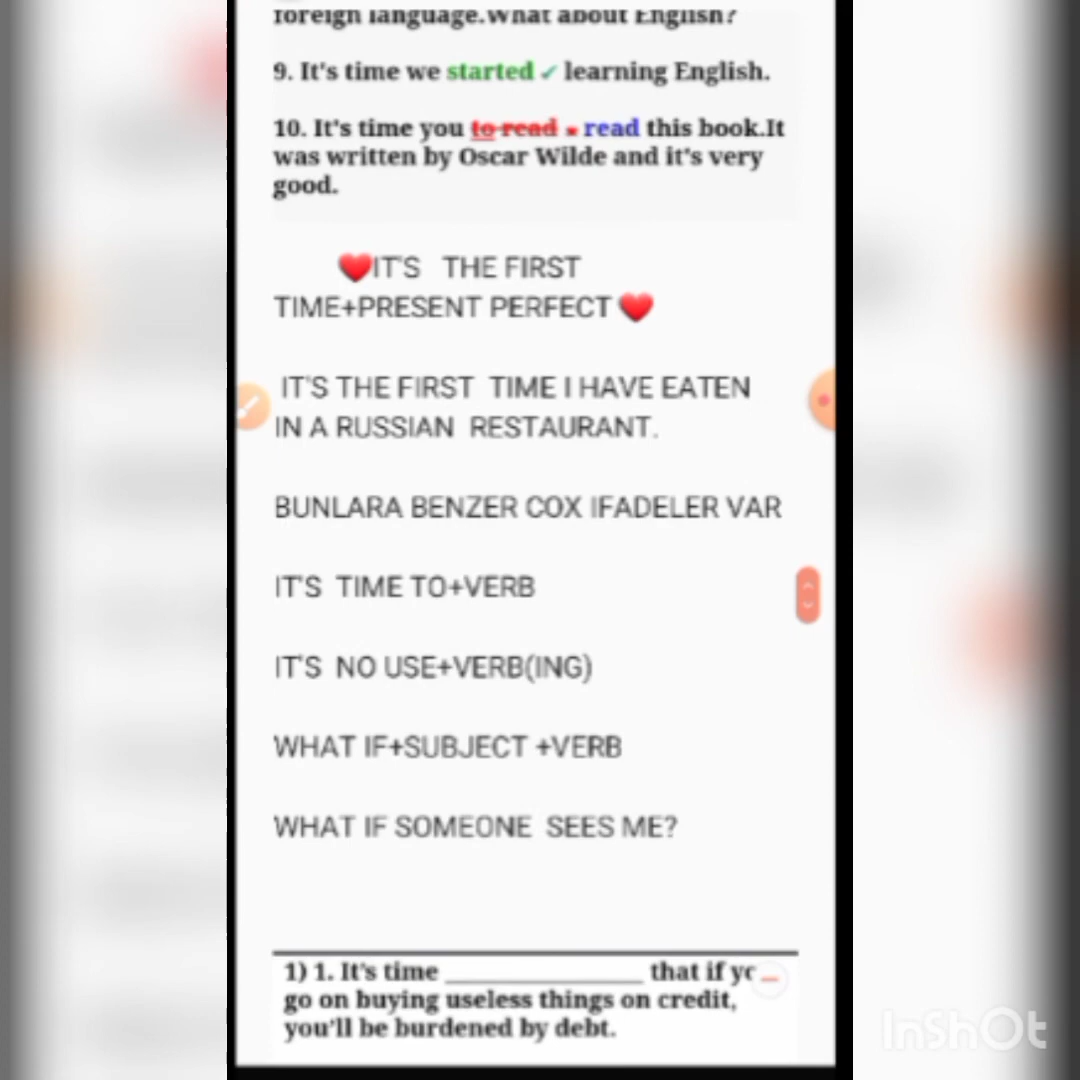 foreign language.What about English?
9. It's time we started ✓ learning English.
10. It's time you to read read this book.It
was written by Oscar Wilde and it's very
good.
❤️IT'S THE FIRST
TIME+PRESENT PERFECT ❤️
IT'S THE FIRST TIME I HAVE EATEN
IN A RUSSIAN RESTAURANT.
BUNLARA BENZER COX IFADELER VAR
IT'S TIME TO+VERB
IT'S NO USE+VERB(ING)
WHAT IF+SUBJECT +VERB
WHAT IF SOMEONE SEES ME?
1) 1. It's time _______________ that if
go on buying useless things on credit,
you'll be burdened by debt.
InShOt